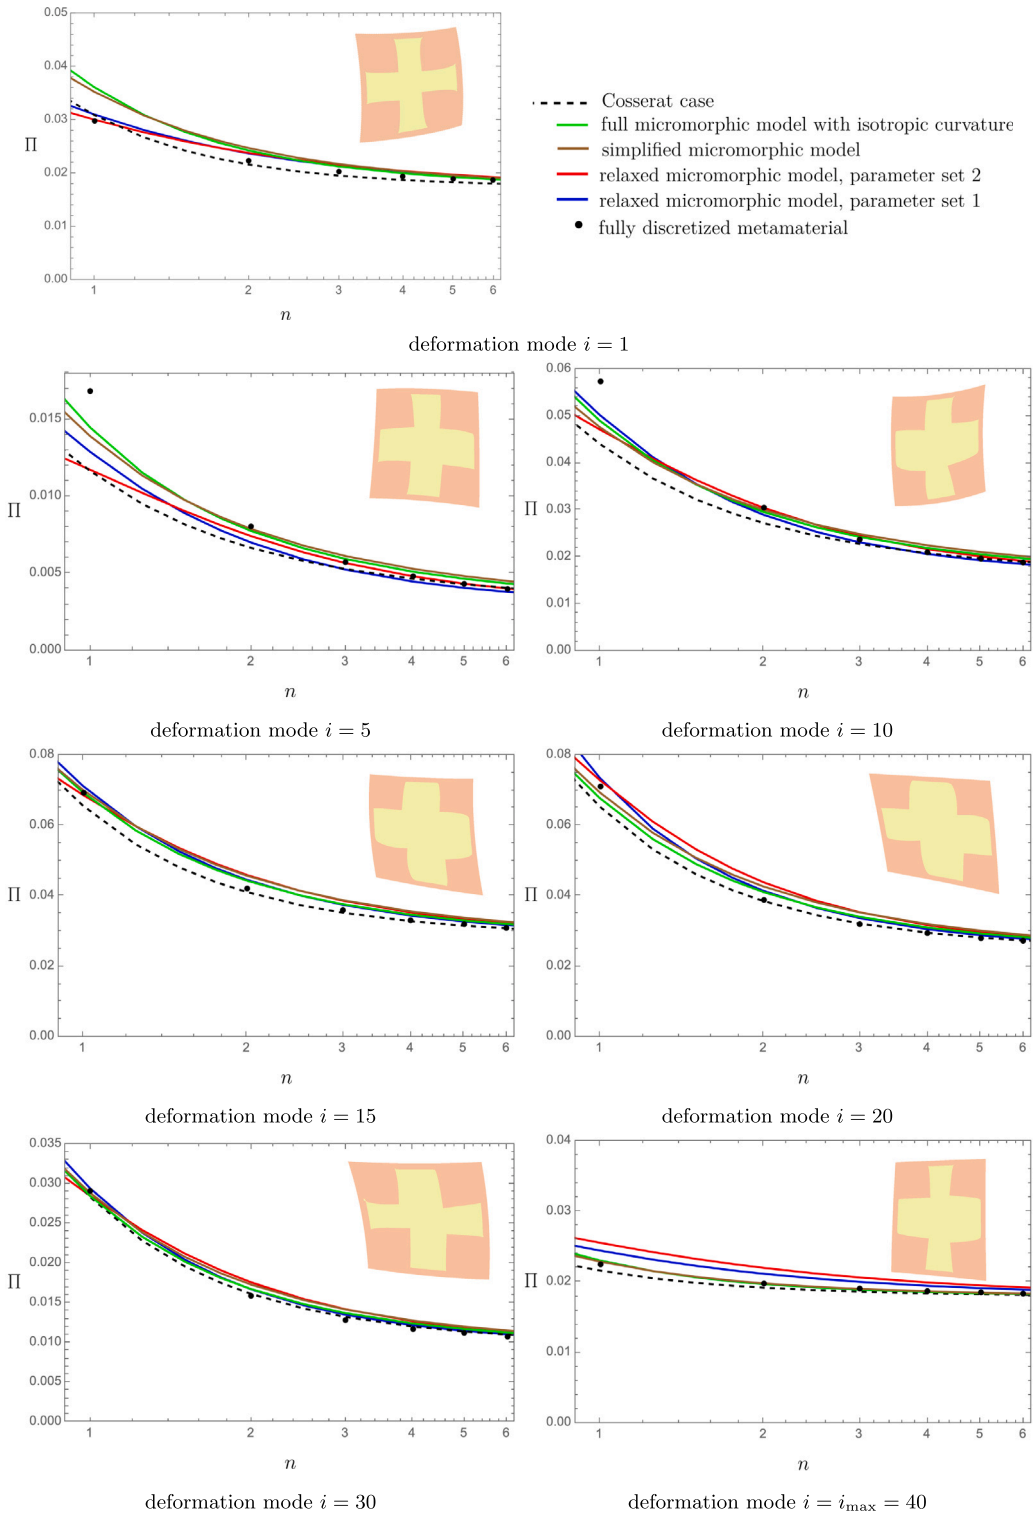 0.05
0.04
0.03
Π
0.02
0.01
0.00
1 2 3 4 5 6
n
Cosserat case
full micromorphic model with isotropic curvature
simplified micromorphic model
relaxed micromorphic model, parameter set 2
relaxed micromorphic model, parameter set 1
fully discretized metamaterial
deformation mode i = 1
0.015
0.010
Π
0.005
0.000
1 2 3 4 5 6
n
deformation mode i = 5
0.06
0.05
0.04
Π
0.03
0.02
0.01
0.00
1 2 3 4 5 6
n
deformation mode i = 10
0.08
0.06
Π
0.04
0.02
0.00
1 2 3 4 5 6
n
deformation mode i = 15
0.08
0.06
Π
0.04
0.02
0.00
1 2 3 4 5 6
n
deformation mode i = 20
0.035
0.030
0.025
0.020
Π
0.015
0.010
0.005
0.000
1 2 3 4 5 6
n
deformation mode i = 30
0.04
0.03
Π
0.02
0.01
0.00
1 2 3 4 5 6
n
deformation mode i = imax = 40